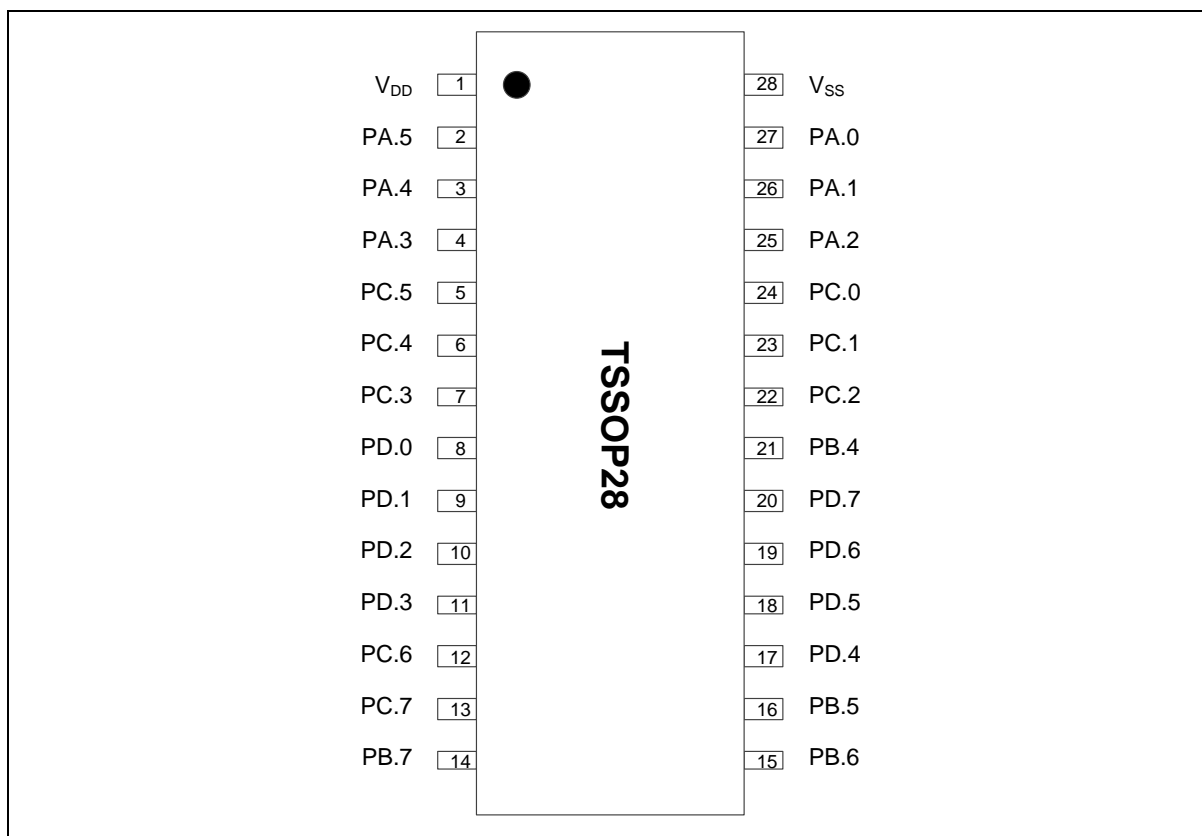 V_DD 1 28 V_SS
PA.5 2 27 PA.0
PA.4 3 26 PA.1
PA.3 4 25 PA.2
PC.5 5 24 PC.0
PC.4 6 23 PC.1
PC.3 7 22 PC.2
PD.0 8 21 PB.4
PD.1 9 20 PD.7
PD.2 10 19 PD.6
PD.3 11 18 PD.5
PC.6 12 17 PD.4
PC.7 13 16 PB.5
PB.7 14 15 PB.6
TSSOP28